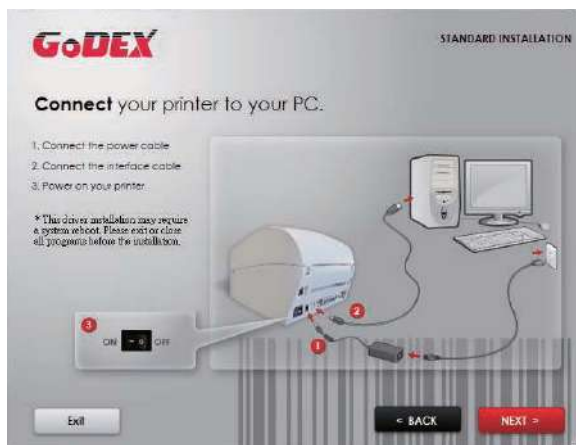 GoDEX
STANDARD INSTALLATION
Connect your printer to your PC.
1. Connect the power cable
2. Connect the interface cable
3. Power on your printer
* This driver installation may require
a system reboot. Please exit or close
all programs before the installation.
3
ON - o OFF
2
1
Exit
< BACK
NEXT >